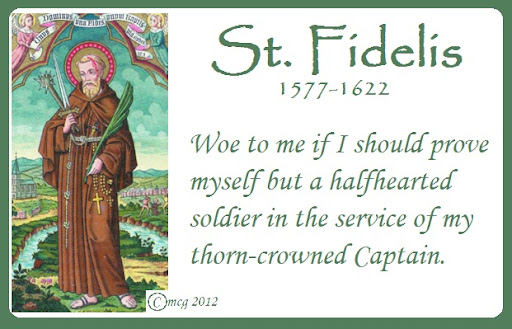 St. Fidelis
1577-1622
Woe to me if I should prove
myself but a halfhearted
soldier in the service of my
thorn-crowned Captain.
©mcg 2012